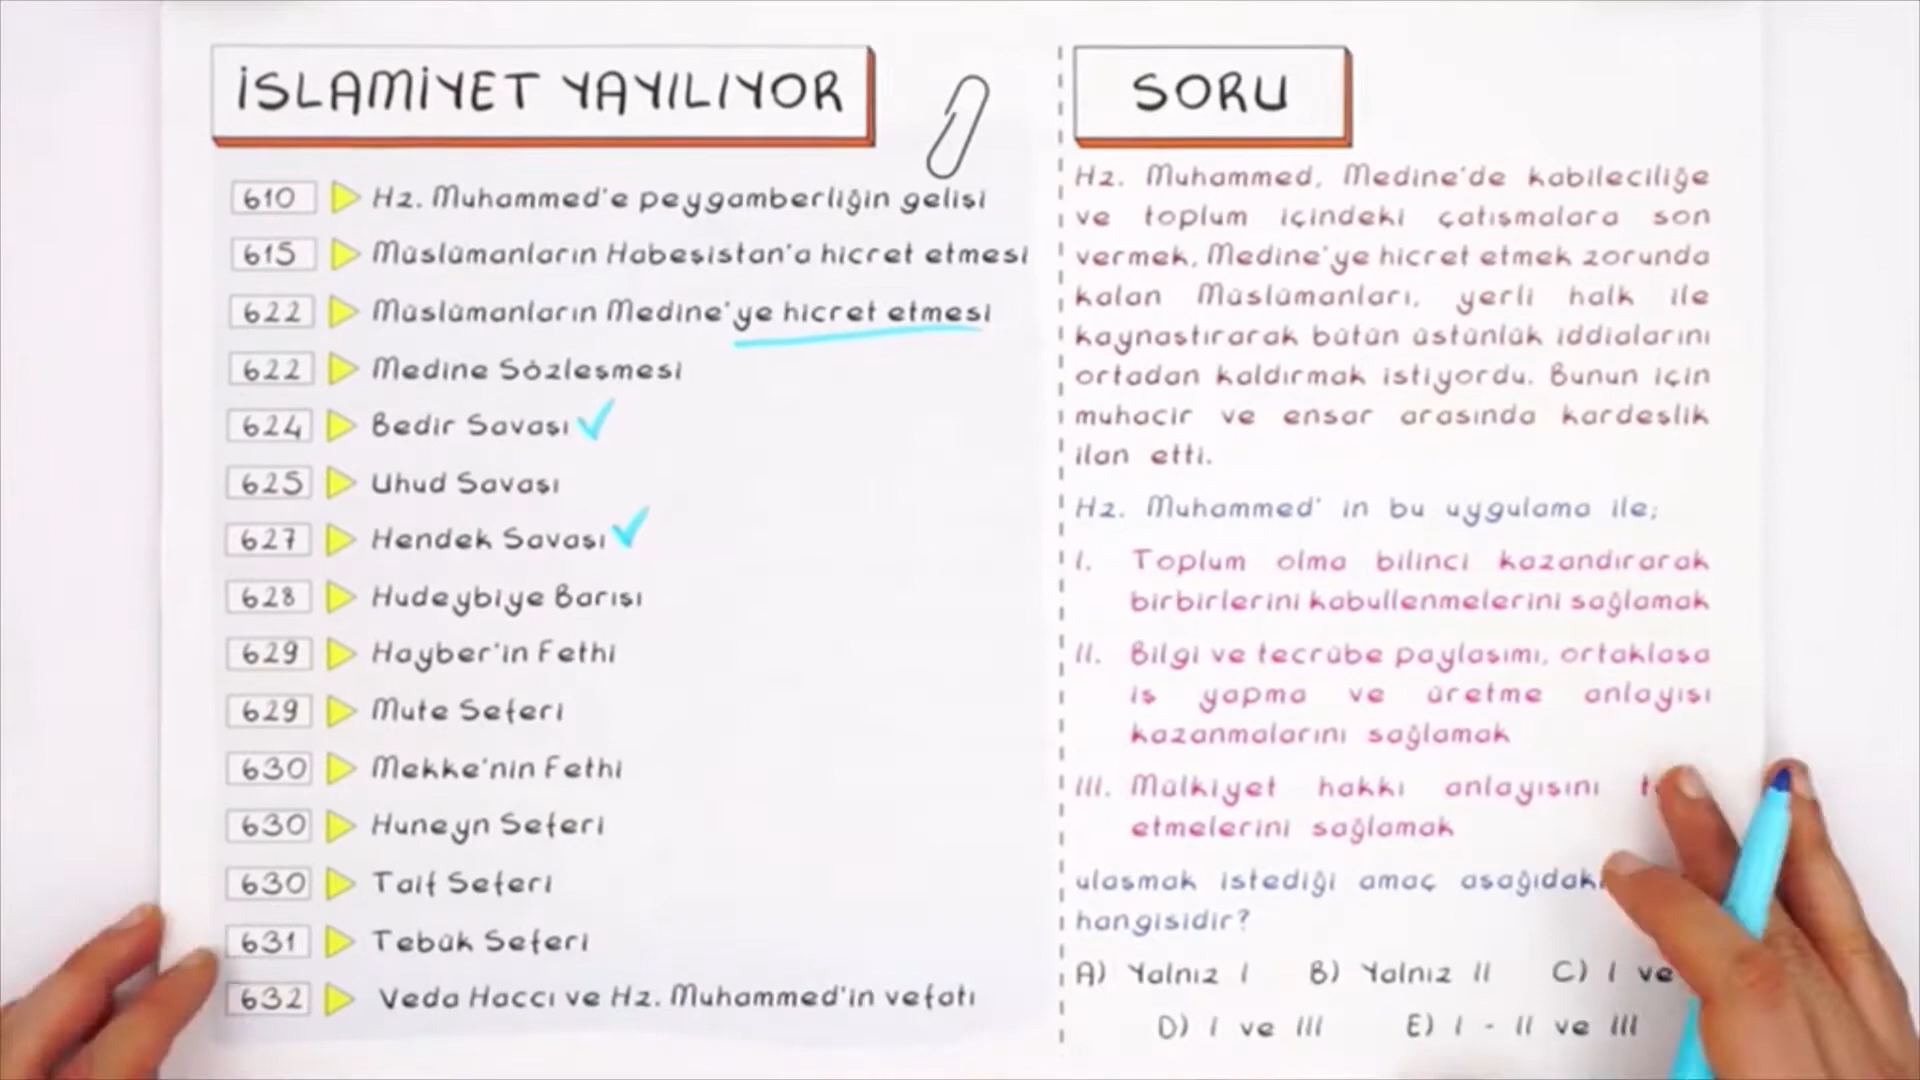 İSLAMİYET YAYILIYOR
610 Hz. Muhammed'e peygamberliğin gelişi
615 Müslümanların Habeşistan'a hicret etmesi
622 Müslümanların Medine'ye hicret etmesi
622 Medine Sözleşmesi
624 Bedir Savaşı
625 Uhud Savaşı
627 Hendek Savaşı
628 Hudeybiye Barışı
629 Hayber'in Fethi
629 Mute Seferi
630 Mekke'nin Fethi
630 Huneyn Seferi
630 Taif Seferi
631 Tebük Seferi
632 Veda Haccı ve Hz. Muhammed'in vefatı
SORU
Hz. Muhammed, Medine'de kabileciliğe
ve toplum içindeki çatışmalara son
vermek, Medine'ye hicret etmek zorunda
kalan Müslümanları, yerli halk ile
kaynaştırarak bütün üstünlük iddialarını
ortadan kaldırmak istiyordu. Bunun için
muhacir ve ensar arasında kardeşlik
ilan etti.
Hz. Muhammed' in bu uygulama ile;
I. Toplum olma bilinci kazandırarak
birbirlerini kabullenmelerini sağlamak
II. Bilgi ve tecrübe paylaşımı, ortaklaşa
iş yapma ve üretme anlayışı
kazanmalarını sağlamak
III. Mülkiyet hakkı anlayışını
etmelerini sağlamak
ulaşmak istediği amaç
hangisidir?
A) Yalnız I B) Yalnız II C) I ve
D) I ve III E) I - II ve III